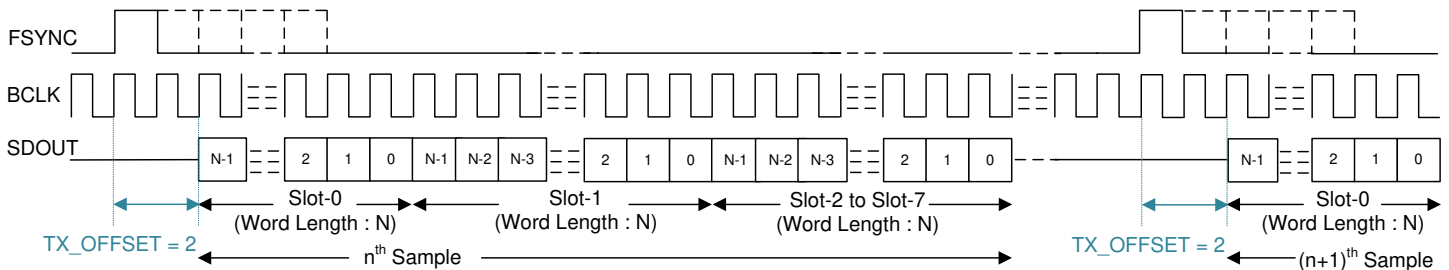 FSYNC
BCLK
SDOUT
N-1 2 1 0 N-1 N-2 N-3 2 1 0 N-1 N-2 N-3 2 1 0 N-1 2 1 0
Slot-0 Slot-1 Slot-2 to Slot-7 Slot-0
(Word Length : N) (Word Length : N) (Word Length : N) (Word Length : N)
TX_OFFSET = 2 TX_OFFSET = 2
nth Sample (n+1)th Sample